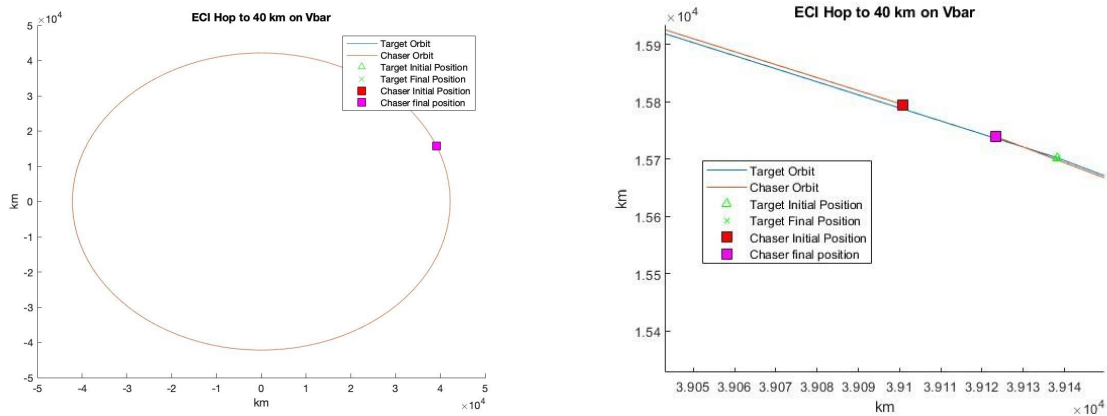 ECI Hop to 40 km on Vbar
×10⁴
5
4
3
2
1
0
-1
-2
-3
-4
-5
km
Target Orbit
Chaser Orbit
Target Initial Position
Target Final Position
Chaser Initial Position
Chaser final position
-5 -4 -3 -2 -1 0 1 2 3 4 5
km
×10⁴
ECI Hop to 40 km on Vbar
×10⁴
1.59
1.58
1.57
1.56
1.55
1.54
km
Target Orbit
Chaser Orbit
Target Initial Position
Target Final Position
Chaser Initial Position
Chaser final position
3.905 3.906 3.907 3.908 3.909 3.91 3.911 3.912 3.913 3.914
km
×10⁴